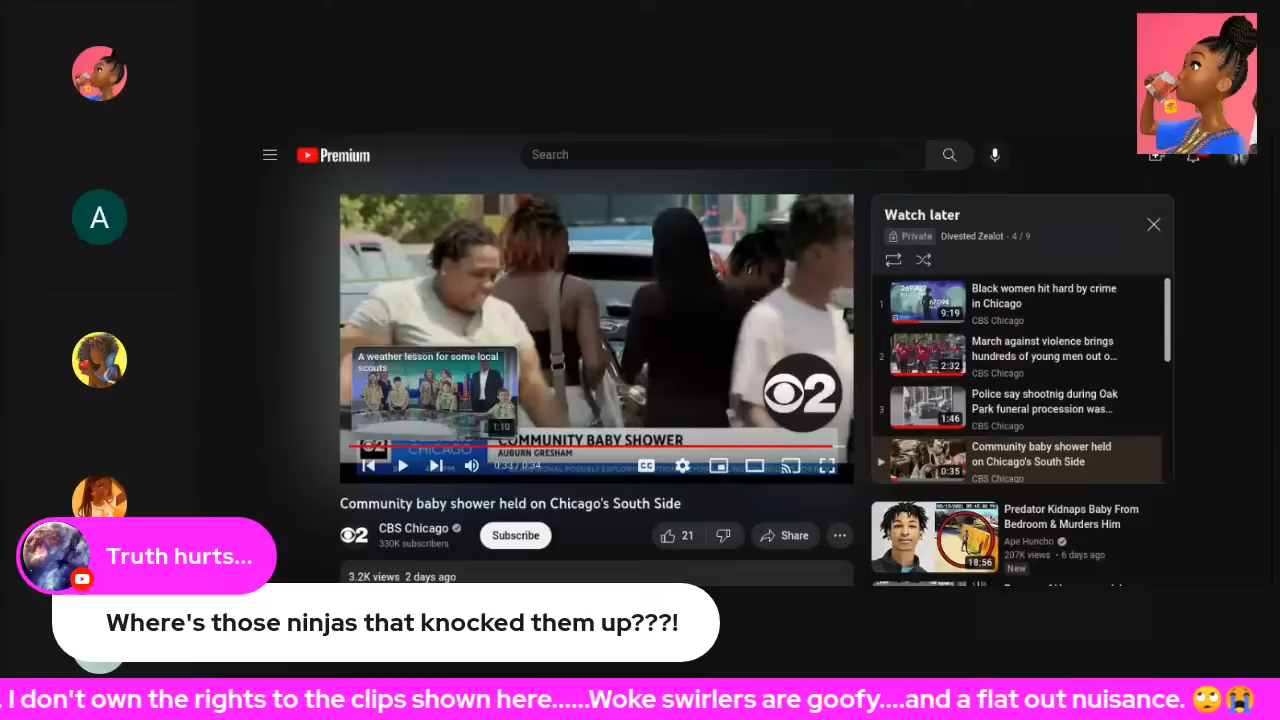 Premium
Search
A weather lesson for some local
scouts
1:10
CHICAGO
COMMUNITY BABY SHOWER
AUBURN GRESHAM
2
CC
0:33 / 0:34
Community baby shower held on Chicago's South Side
CBS Chicago
330K subscribers
Subscribe
21
Share
3.2K views 2 days ago
Watch later
Private
Divested Zealot - 4 / 9
1
Black women hit hard by crime
in Chicago
CBS Chicago
9:19
2
March against violence brings
hundreds of young men out o...
CBS Chicago
2:32
3
Police say shootnig during Oak
Park funeral procession was...
CBS Chicago
1:46
Community baby shower held
on Chicago's South Side
CBS Chicago
0:35
Predator Kidnaps Baby From
Bedroom & Murders Him
Ape Huncho
207K views • 6 days ago
New
18:56
A
Truth hurts...
Where's those ninjas that knocked them up???!
. I don't own the rights to the clips shown here......Woke swirlers are goofy....and a flat out nuisance. 🙄😭